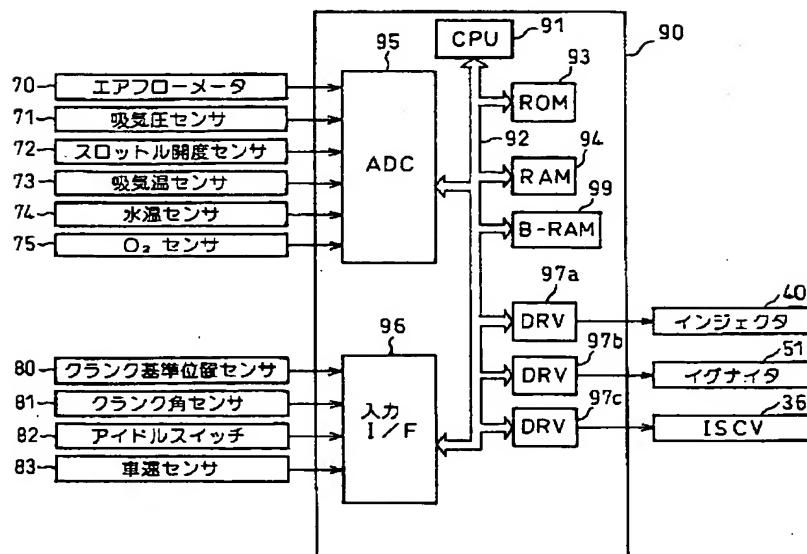 91
CPU
90
95
93
ROM
92
94
RAM
99
B-RAM
ADC
70 エアフローメータ
71 吸気圧センサ
72 スロットル開度センサ
73 吸気温センサ
74 水温センサ
75 O₂ センサ
97a
DRV
40
インジェクタ
97b
DRV
51
イグナイタ
97c
DRV
36
ISCV
96
入力
I/F
80 クランク基準位置センサ
81 クランク角センサ
82 アイドルスイッチ
83 車速センサ